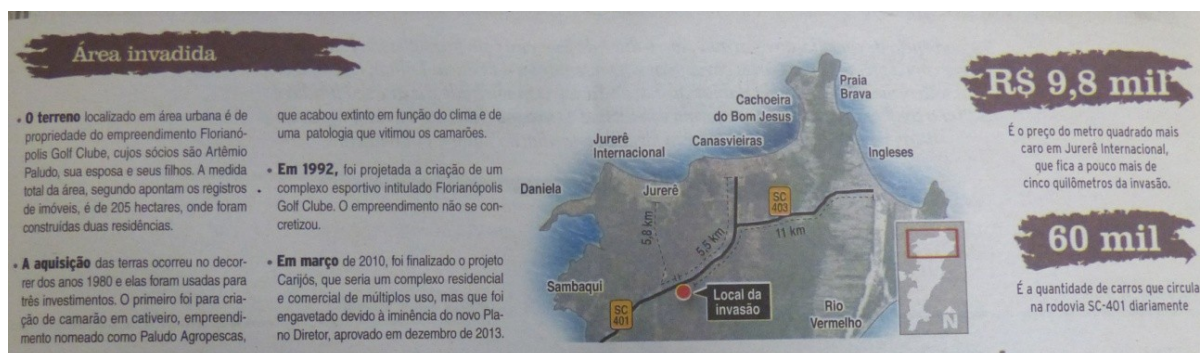 Área invadida
• O terreno localizado em área urbana é de
propriedade do empreendimento Florianó-
polis Golf Clube, cujos sócios são Artêmio
Paludo, sua esposa e seus filhos. A medida
total da área, segundo apontam os registros
de imóveis, é de 205 hectares, onde foram
construídas duas residências.
• A aquisição das terras ocorreu no decor-
rer dos anos 1980 e elas foram usadas para
três investimentos. O primeiro foi para cria-
ção de camarão em cativeiro, empreendi-
mento nomeado como Paludo Agropescas,
que acabou extinto em função do clima e de
uma patologia que vitimou os camarões.
• Em 1992, foi projetada a criação de um
complexo esportivo intitulado Florianópolis
Golf Clube. O empreendimento não se con-
cretizou.
• Em março de 2010, foi finalizado o projeto
Carijós, que seria um complexo residencial
e comercial de múltiplos uso, mas que foi
engavetado devido à iminência do novo Pla-
no Diretor, aprovado em dezembro de 2013.
Praia
Brava
Cachoeira
do Bom Jesus
Jurerê
Internacional
Canasvieiras
Ingleses
Daniela
Jurerê
SC
403
5,8 km
5,5 km
11 km
Sambaqui
Local da
invasão
SC
401
Rio
Vermelho
N
R$ 9,8 mil
É o preço do metro quadrado mais
caro em Jurerê Internacional,
que fica a pouco mais de
cinco quilômetros da invasão.
60 mil
É a quantidade de carros que circula
na rodovia SC-401 diariamente